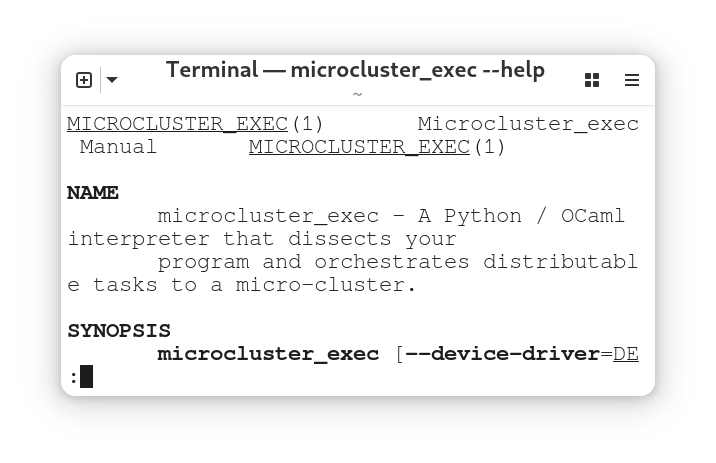 Terminal — microcluster_exec --help
~
MICROCLUSTER_EXEC(1)       Microcluster_exec
 Manual       MICROCLUSTER_EXEC(1)
NAME
       microcluster_exec - A Python / OCaml
interpreter that dissects your
       program and orchestrates distributabl
e tasks to a micro-cluster.
SYNOPSIS
       microcluster_exec [--device-driver=DE
: